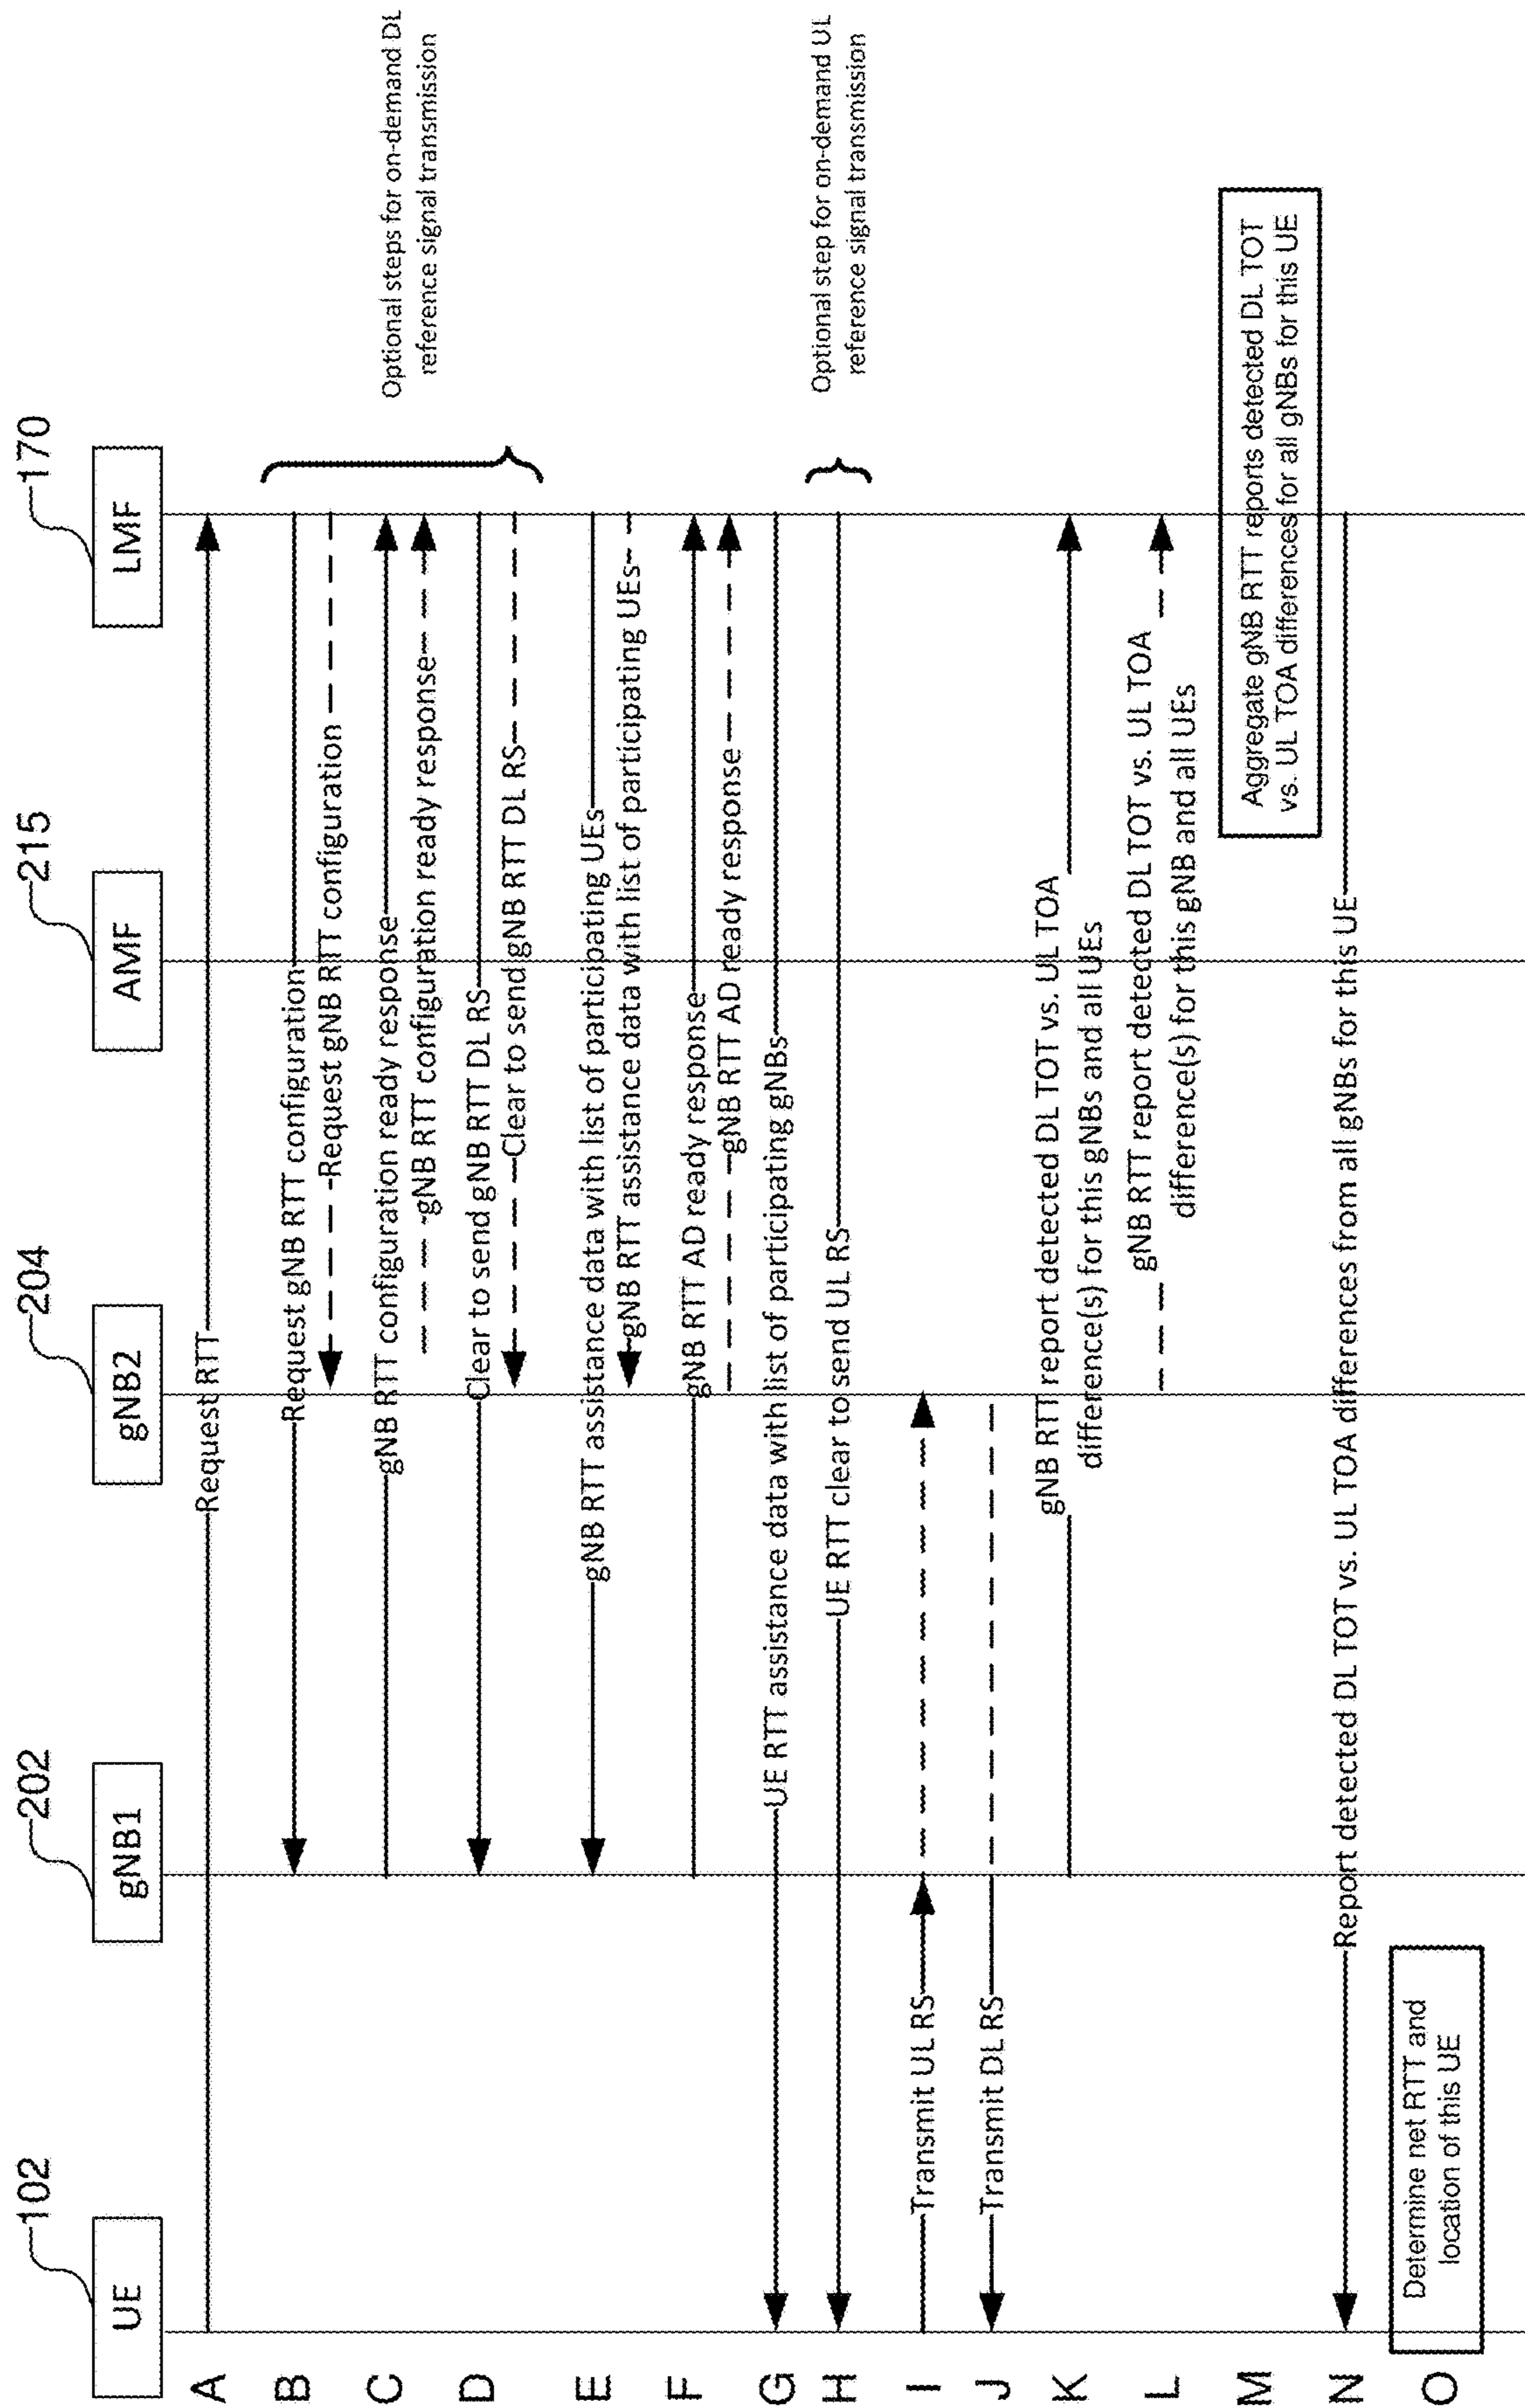 102
202
204
215
170
UE
gNB1
gNB2
AMF
LMF
A
Request RTT
B
Request gNB RTT configuration
Request gNB RTT configuration
C
gNB RTT configuration ready response
gNB RTT configuration ready response
D
Clear to send gNB RTT DL RS
Clear to send gNB RTT DL RS
Optional steps for on-demand DL
reference signal transmission
E
gNB RTT assistance data with list of participating UEs
gNB RTT assistance data with list of participating UEs
F
gNB RTT AD ready response
gNB RTT AD ready response
G
UE RTT assistance data with list of participating gNBs
H
UE RTT clear to send UL RS
Optional step for on-demand UL
reference signal transmission
I
Transmit UL RS
J
Transmit DL RS
K
gNB RTT report detected DL TOT vs. UL TOA
difference(s) for this gNBs and all UEs
L
gNB RTT report detected DL TOT vs. UL TOA
difference(s) for this gNB and all UEs
M
Aggregate gNB RTT reports detected DL TOT
vs. UL TOA differences for all gNBs for this UE
N
Report detected DL TOT vs. UL TOA differences from all gNBs for this UE
O
Determine net RTT and
location of this UE